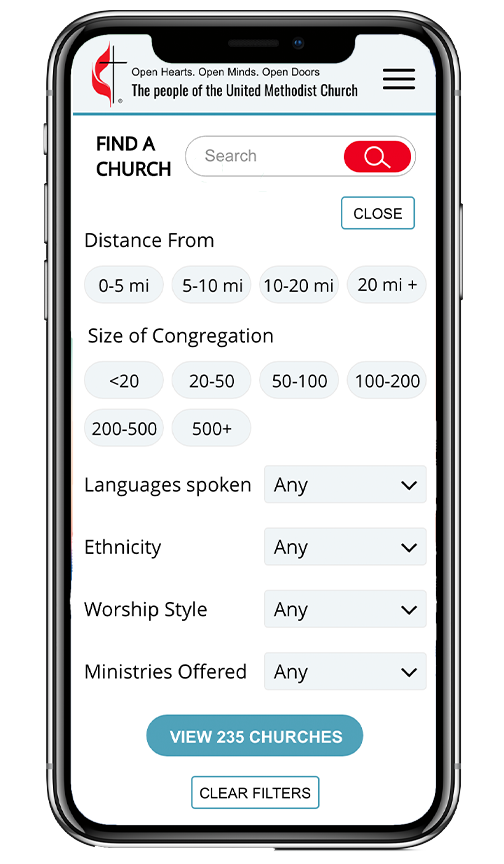 Open Hearts. Open Minds. Open Doors
The people of the United Methodist Church
®
FIND A
CHURCH
Search
CLOSE
Distance From
0-5 mi 5-10 mi 10-20 mi 20 mi +
Size of Congregation
<20 20-50 50-100 100-200
200-500 500+
Languages spoken Any
Ethnicity Any
Worship Style Any
Ministries Offered Any
VIEW 235 CHURCHES
CLEAR FILTERS